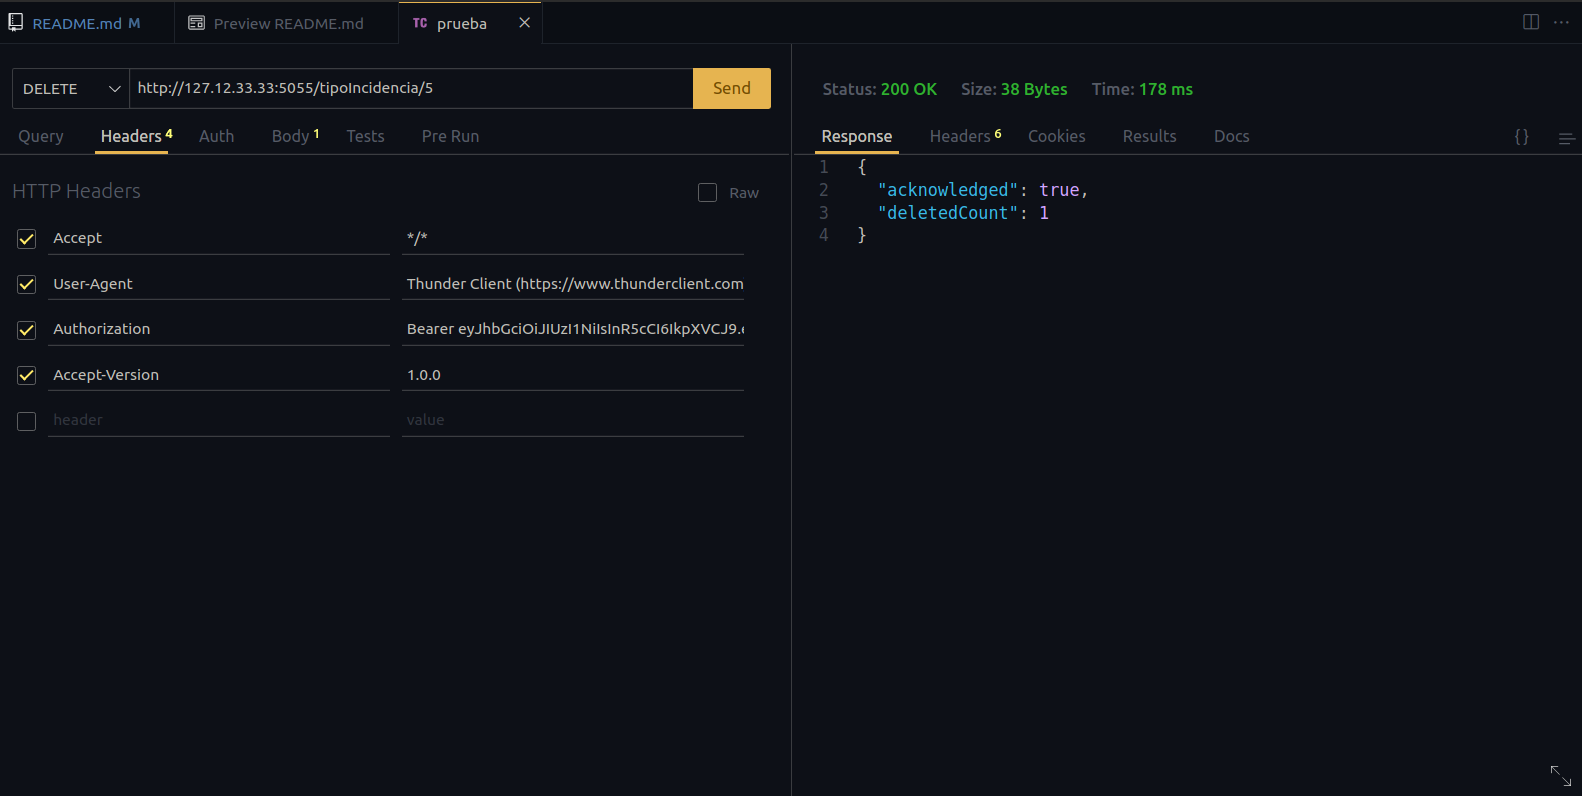 README.md M
Preview README.md
TC prueba
DELETE
http://127.12.33.33:5055/tipoIncidencia/5
Send
Query
Headers 4
Auth
Body 1
Tests
Pre Run
HTTP Headers
Raw
Accept
*/*
User-Agent
Thunder Client (https://www.thunderclient.com
Authorization
Bearer eyJhbGciOiJIUzI1NiIsInR5cCI6IkpXVCJ9.e
Accept-Version
1.0.0
header
value
Status: 200 OK
Size: 38 Bytes
Time: 178 ms
Response
Headers 6
Cookies
Results
Docs
{}
1 {
2 "acknowledged": true,
3 "deletedCount": 1
4 }